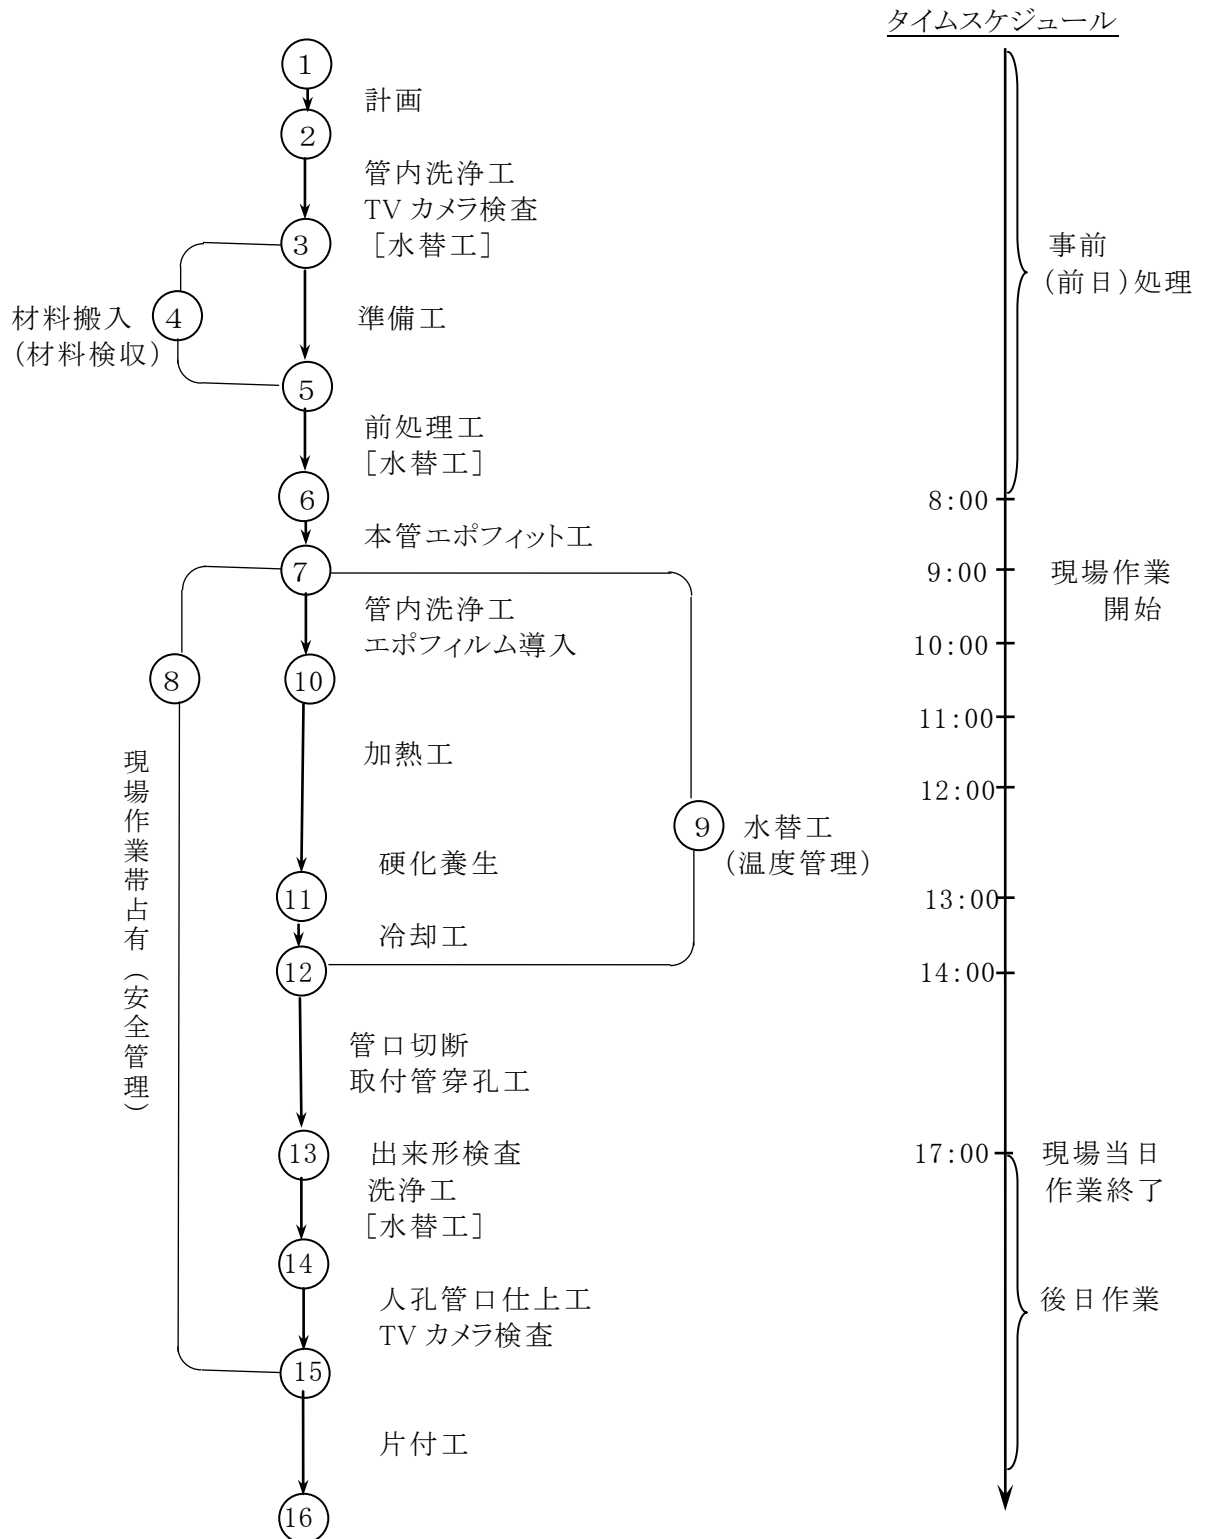 タイムスケジュール
1
計画
2
管内洗浄工
TVカメラ検査
[水替工]
3
事前
(前日)処理
材料搬入
(材料検収)
4
準備工
5
前処理工
[水替工]
6
8:00
本管エポフィット工
7
9:00
現場作業
開始
管内洗浄工
エポフィルム導入
10:00
8
10
11:00
現場作業帯占有(安全管理)
加熱工
12:00
9
水替工
(温度管理)
硬化養生
11
13:00
冷却工
12
14:00
管口切断
取付管穿孔工
13
出来形検査
洗浄工
[水替工]
17:00
現場当日
作業終了
14
人孔管口仕上工
TVカメラ検査
後日作業
15
片付工
16